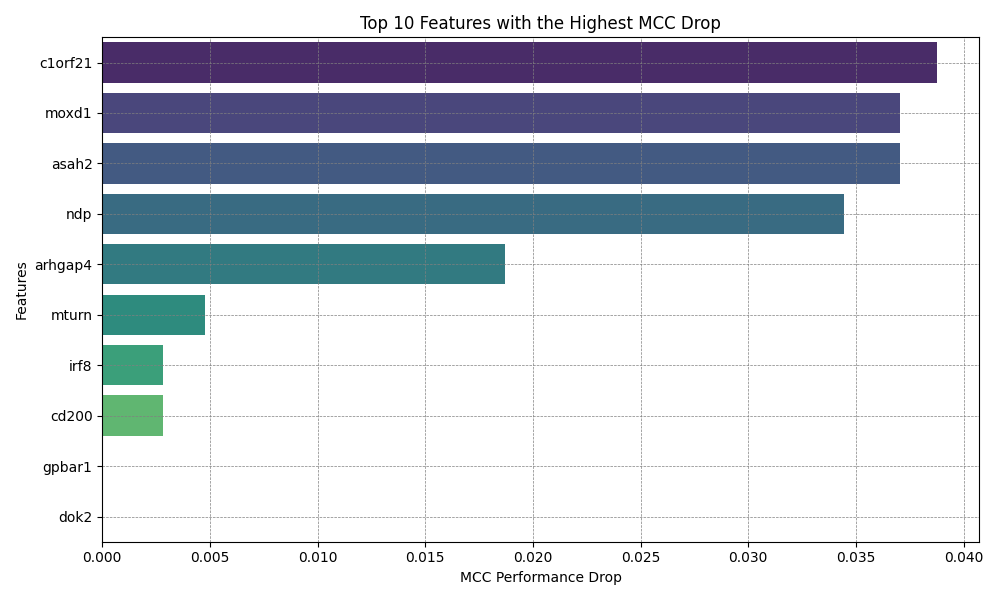 Top 10 Features with the Highest MCC Drop
Features
c1orf21
moxd1
asah2
ndp
arhgap4
mturn
irf8
cd200
gpbar1
dok2
0.000 0.005 0.010 0.015 0.020 0.025 0.030 0.035 0.040
MCC Performance Drop